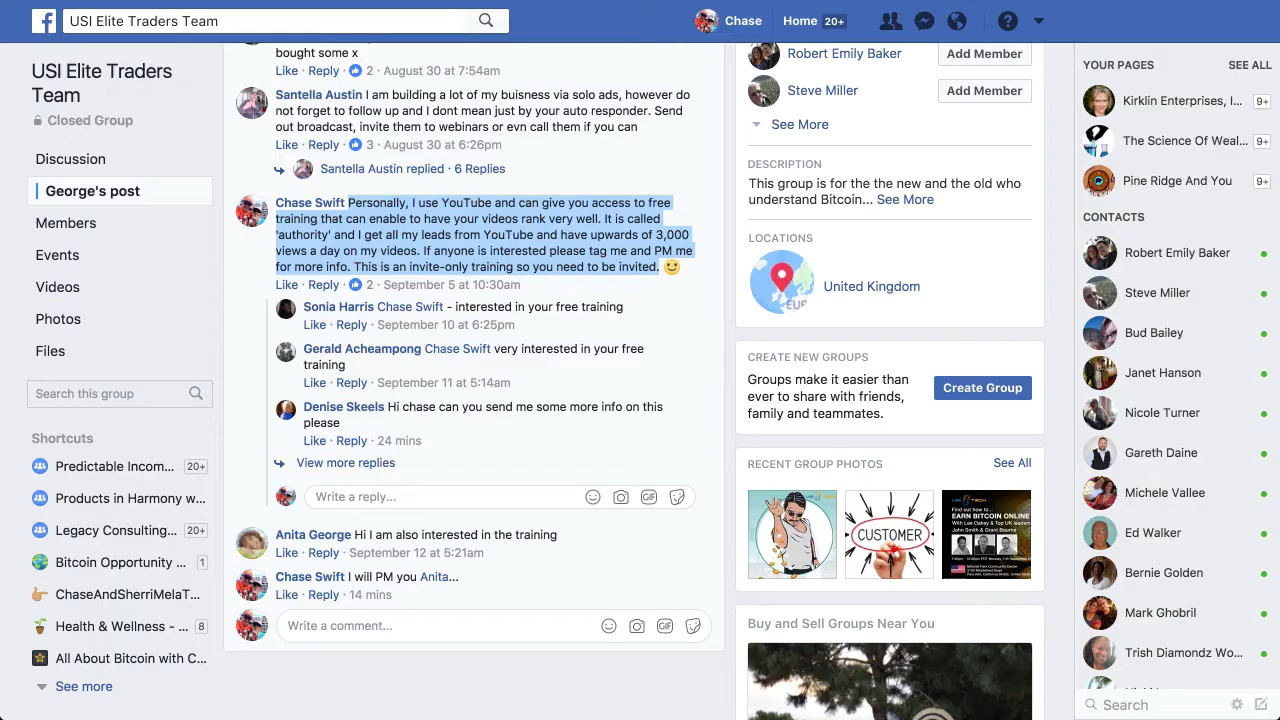 USI Elite Traders Team
Chase
Home 20+
USI Elite Traders
Team
Closed Group
Discussion
George's post
Members
Events
Videos
Photos
Files
Search this group
Shortcuts
Predictable Incom... 20+
Products in Harmony w...
Legacy Consulting... 20+
Bitcoin Opportunity ... 1
ChaseAndSherriMelaT...
Health & Wellness - ... 8
All About Bitcoin with C...
See more
bought some x
Like · Reply · 2 · August 30 at 7:54am
Santella Austin I am building a lot of my buisness via solo ads, however do
not forget to follow up and I dont mean just by your auto responder. Send
out broadcast, invite them to webinars or evn call them if you can
Like · Reply · 3 · August 30 at 6:26pm
Santella Austin replied · 6 Replies
Chase Swift Personally, I use YouTube and can give you access to free
training that can enable to have your videos rank very well. It is called
'authority' and I get all my leads from YouTube and have upwards of 3,000
views a day on my videos. If anyone is interested please tag me and PM me
for more info. This is an invite-only training so you need to be invited.
Like · Reply · 2 · September 5 at 10:30am
Sonia Harris Chase Swift - interested in your free training
Like · Reply · September 10 at 6:25pm
Gerald Acheampong Chase Swift very interested in your free
training
Like · Reply · September 11 at 5:14am
Denise Skeels Hi chase can you send me some more info on this
please
Like · Reply · 24 mins
View more replies
Write a reply...
GIF
Anita George Hi I am also interested in the training
Like · Reply · September 12 at 5:21am
Chase Swift I will PM you Anita...
Like · Reply · 14 mins
Write a comment...
GIF
Robert Emily Baker
Add Member
Steve Miller
Add Member
See More
DESCRIPTION
This group is for the the new and the old who
understand Bitcoin... See More
LOCATIONS
EUR
United Kingdom
CREATE NEW GROUPS
Groups make it easier than
ever to share with friends,
family and teammates.
Create Group
RECENT GROUP PHOTOS
See All
CUSTOMER
USI TECH
Find out how to...
EARN BITCOIN ONLINE
With Lee Oakey & Top UK leaders
John Smith & Grant Bourne
Buy and Sell Groups Near You
YOUR PAGES
SEE ALL
Kirklin Enterprises, I... 9+
The Science Of Weal... 9+
Pine Ridge And You 9+
CONTACTS
Robert Emily Baker
Steve Miller
Bud Bailey
Janet Hanson
Nicole Turner
Gareth Daine
Michele Vallee
Ed Walker
Bernie Golden
Mark Ghobril
Trish Diamondz Wo...
Search